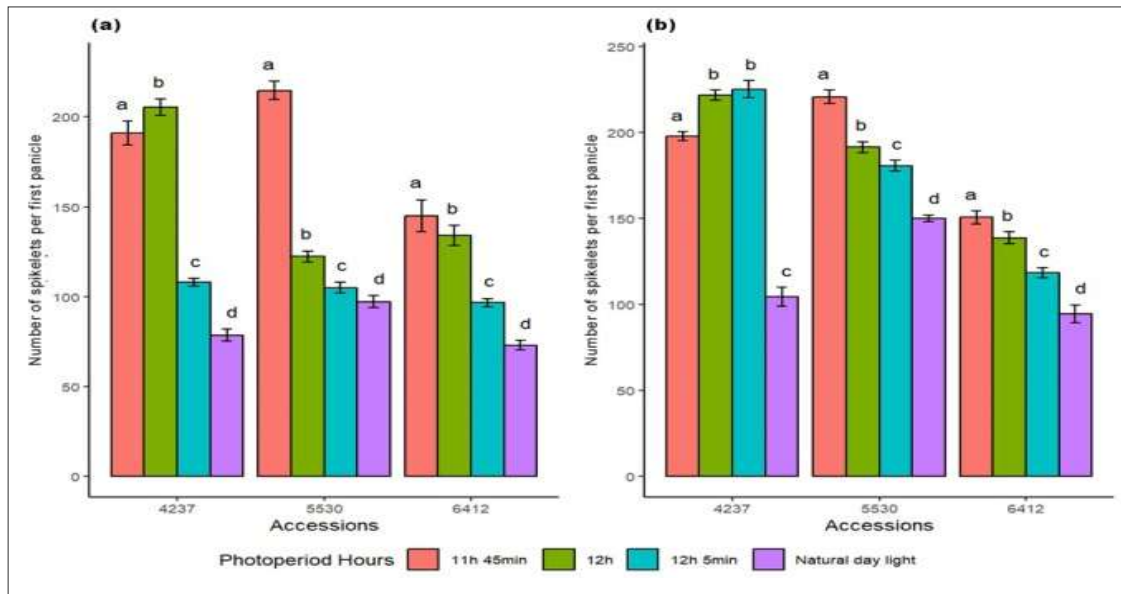 (a)
(b)
Number of spikelets per first panicle
200
150
100
50
0
a
b
c
d
a
b
c
d
a
b
c
d
4237
5530
6412
Accessions
Number of spikelets per first panicle
250
200
150
100
50
0
a
b
b
c
a
b
c
d
a
b
c
d
4237
5530
6412
Accessions
Photoperiod Hours 11h 45min 12h 12h 5min Natural day light